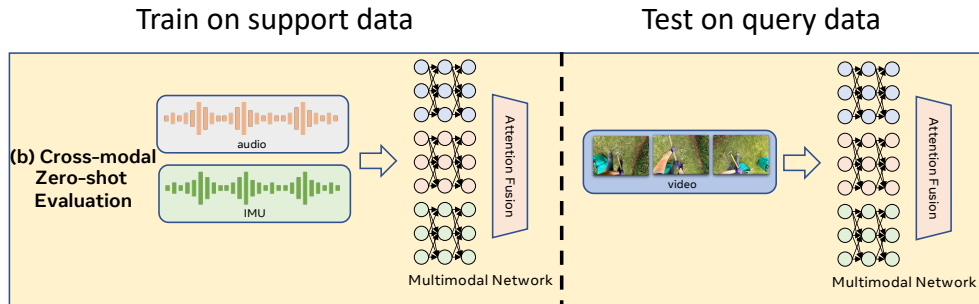 Train on support data
Test on query data
(b) Cross-modal
Zero-shot
Evaluation
audio
IMU
Attention Fusion
Multimodal Network
video
Attention Fusion
Multimodal Network